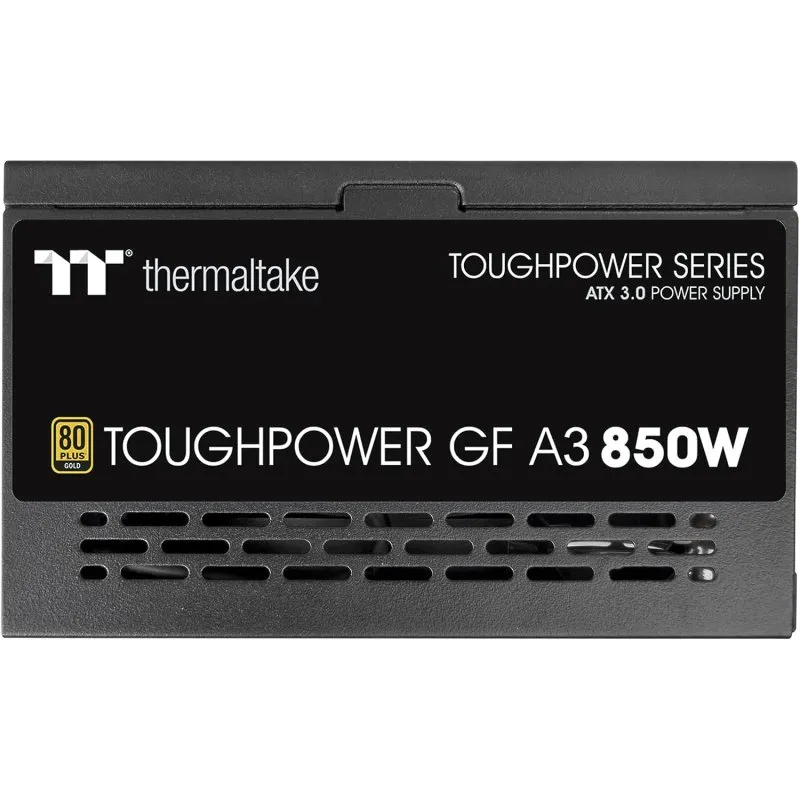 thermaltake
TOUGHPOWER SERIES
ATX 3.0 POWER SUPPLY
80 PLUS GOLD
TOUGHPOWER GF A3 850W